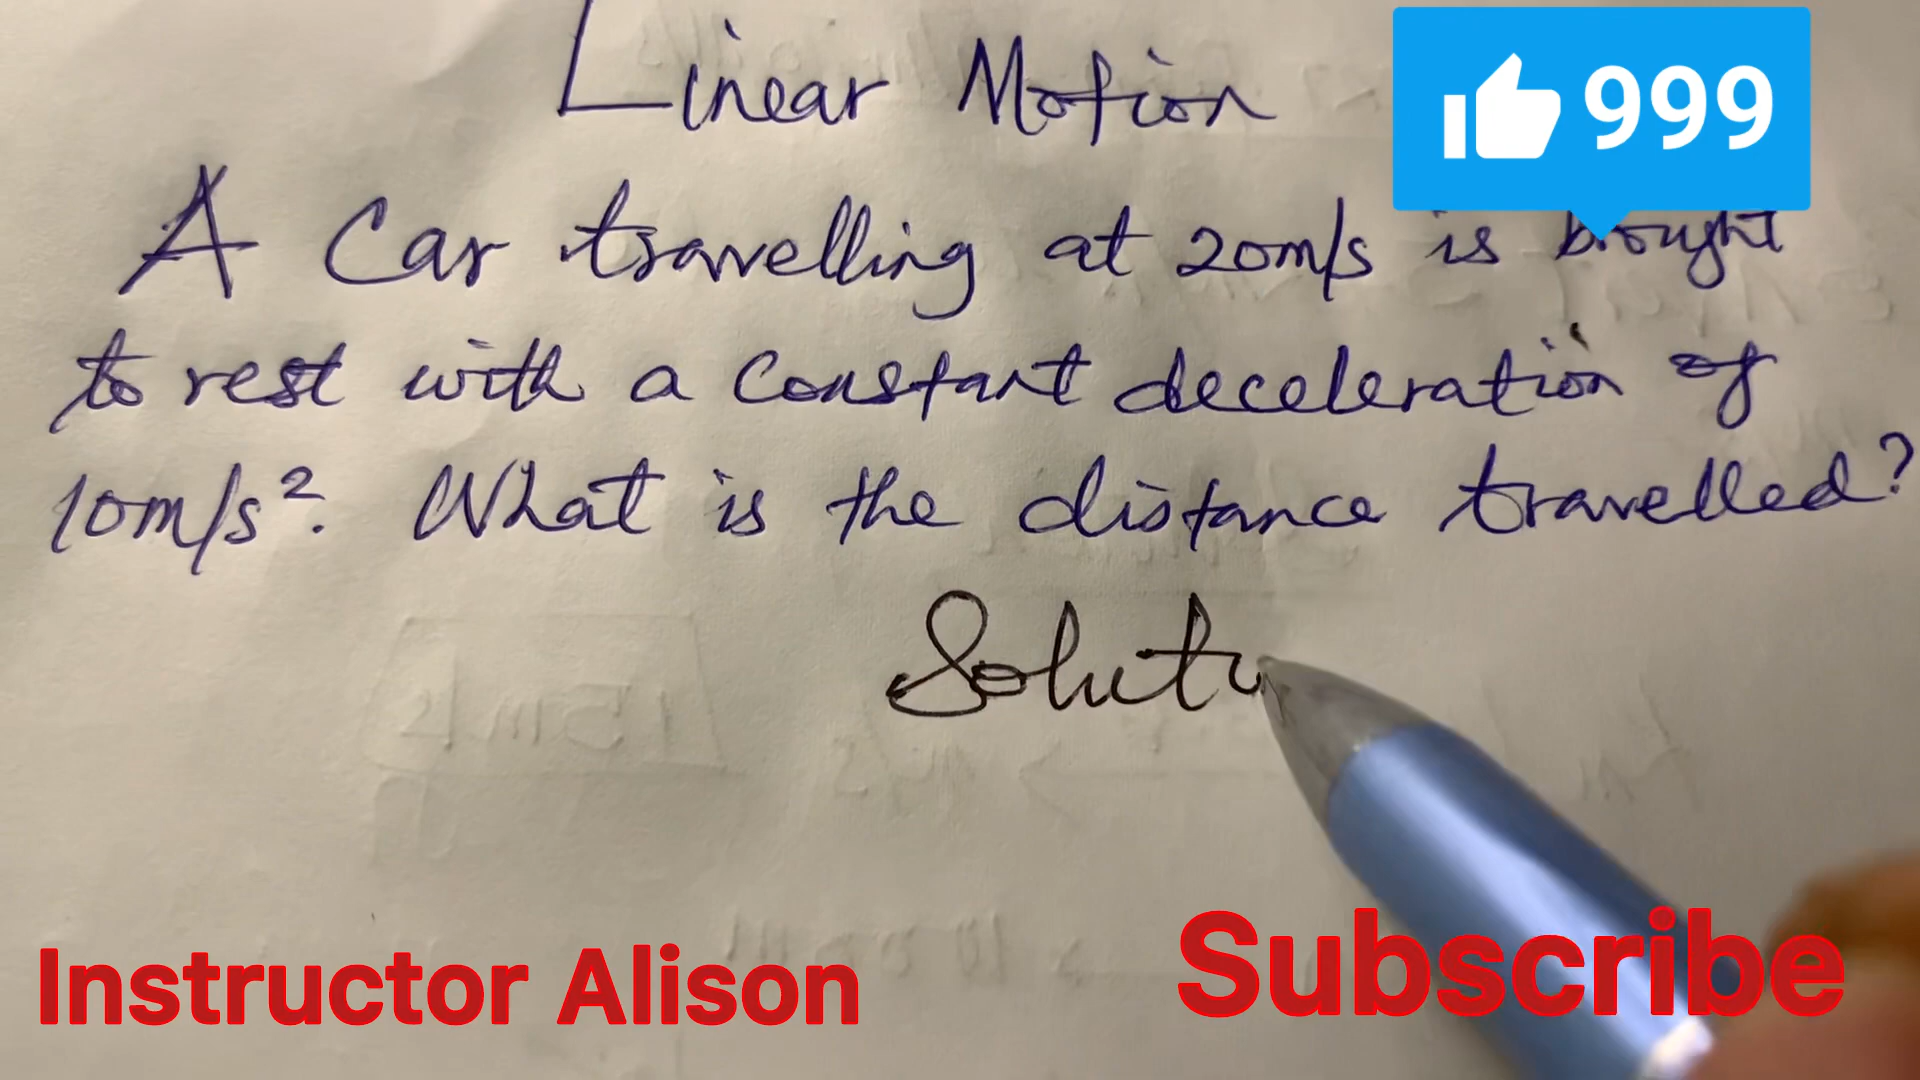 Linear Motion
999
A Car travelling at 20m/s is brought
to rest with a constant deceleration of
10m/s². What is the distance travelled?
Soluti
Instructor Alison
Subscribe